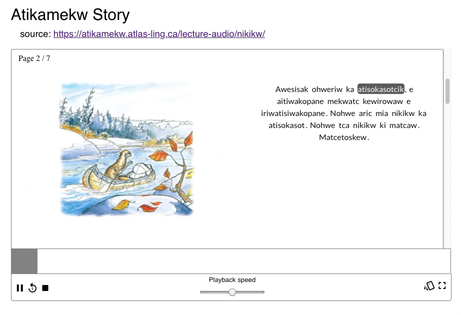 Atikamekw Story
source: https://atikamekw.atlas-ling.ca/lecture-audio/nikikw/
Page 2 / 7
Awesisak ohweriw ka atisokasotcik, e
aitiwakopane mekwatc kewirowaw e
iriwatisiwakopane. Nohwe aric mia nikikw ka
atisokasot. Nohwe tca nikikw ki matcaw.
Matcetoskew.
Playback speed